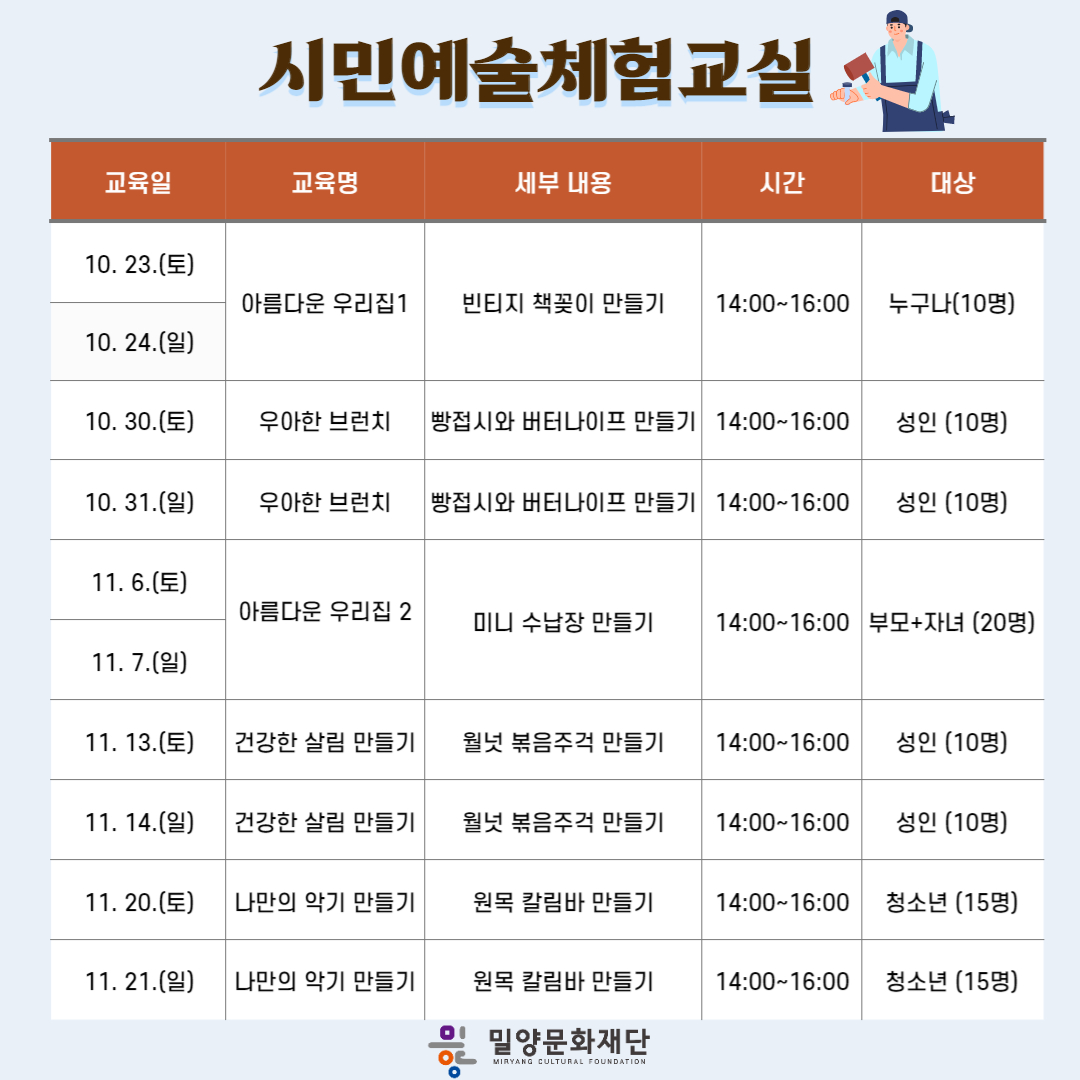 시민예술체험교실
교육일 교육명 세부 내용 시간 대상
10. 23.(토)
아름다운 우리집1 빈티지 책꽂이 만들기 14:00~16:00 누구나(10명)
10. 24.(일)
10. 30.(토) 우아한 브런치 빵접시와 버터나이프 만들기 14:00~16:00 성인 (10명)
10. 31.(일) 우아한 브런치 빵접시와 버터나이프 만들기 14:00~16:00 성인 (10명)
11. 6.(토)
아름다운 우리집 2 미니 수납장 만들기 14:00~16:00 부모+자녀 (20명)
11. 7.(일)
11. 13.(토) 건강한 살림 만들기 월넛 볶음주걱 만들기 14:00~16:00 성인 (10명)
11. 14.(일) 건강한 살림 만들기 월넛 볶음주걱 만들기 14:00~16:00 성인 (10명)
11. 20.(토) 나만의 악기 만들기 원목 칼림바 만들기 14:00~16:00 청소년 (15명)
11. 21.(일) 나만의 악기 만들기 원목 칼림바 만들기 14:00~16:00 청소년 (15명)
밀양문화재단
MIRYANG CULTURAL FOUNDATION